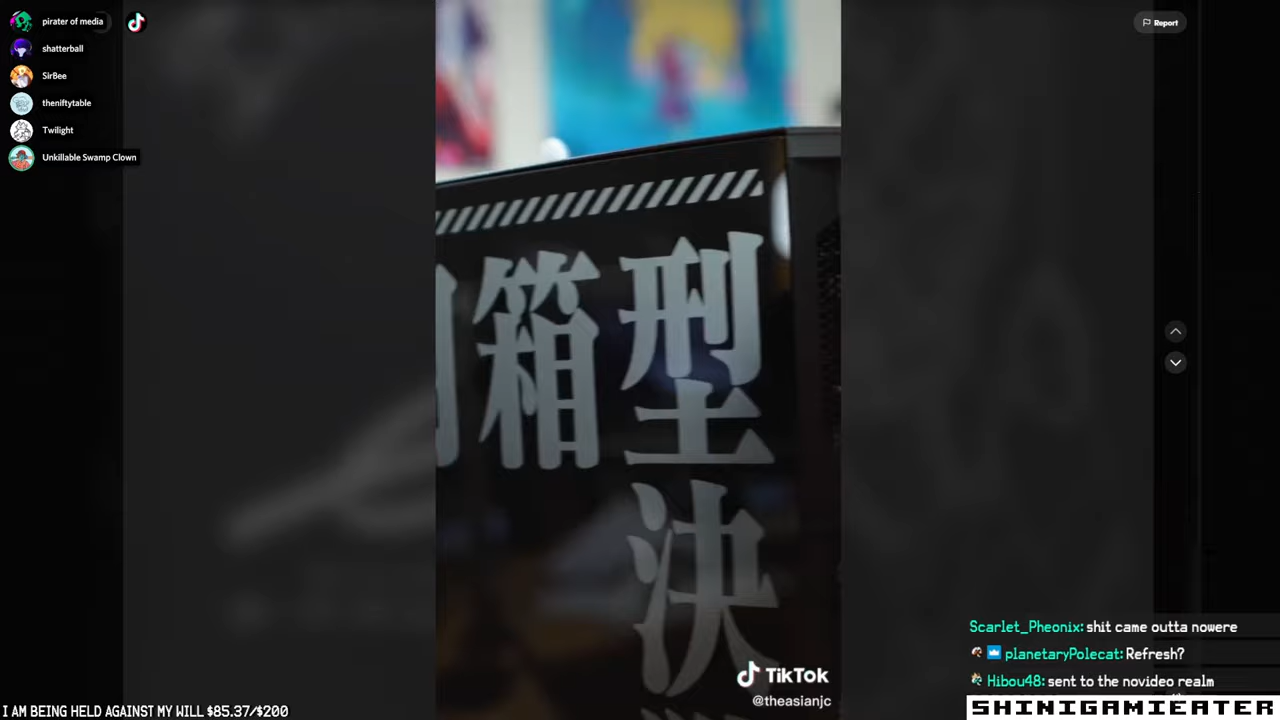 pirater of media
shatterball
SirBee
theniftytable
Twilight
Unkillable Swamp Clown
Report
箱型
決
TikTok
@theasianjc
Scarlet_Pheonix: shit came outta nowere
planetaryPolecat: Refresh?
Hibou48: sent to the novideo realm
SHINIGAMIEATER
I AM BEING HELD AGAINST MY WILL $85.37/$200